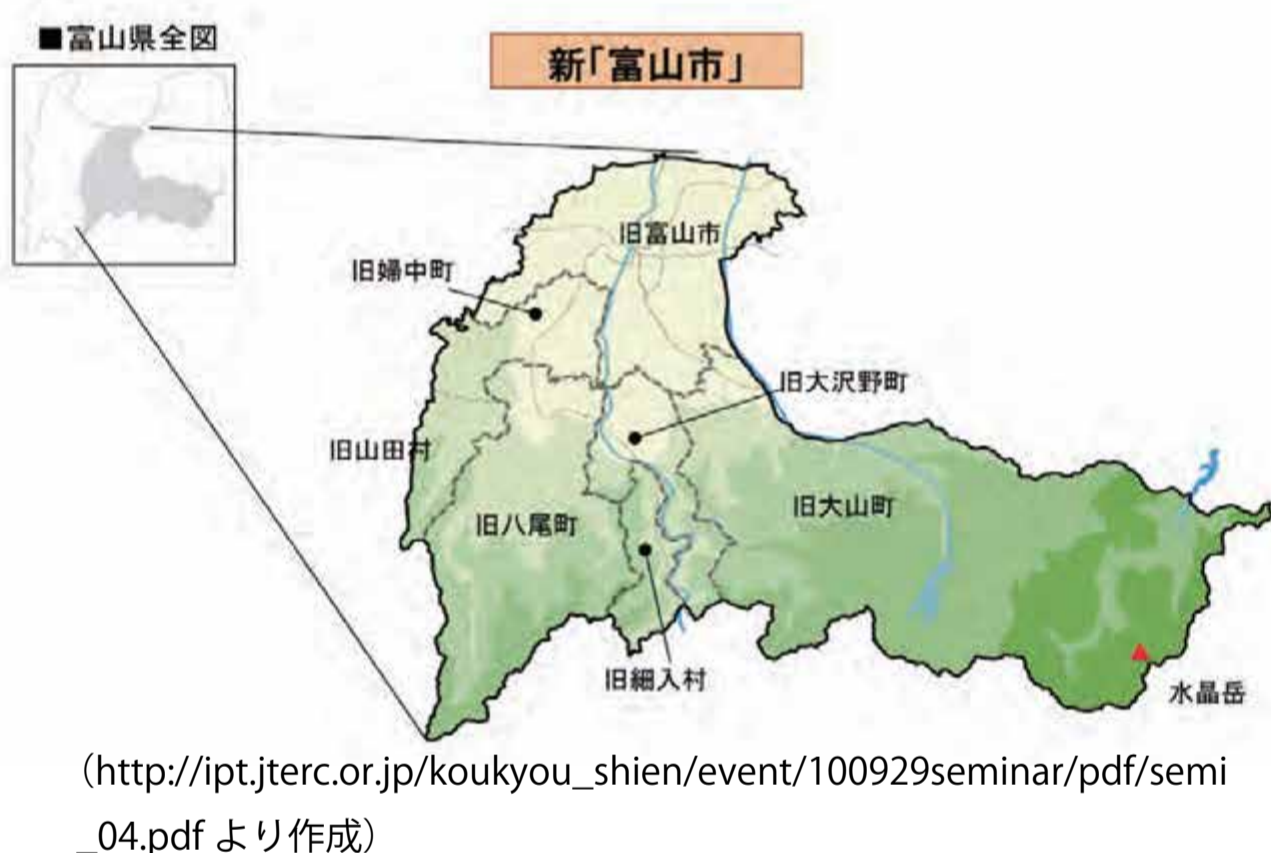 ■富山県全図
新「富山市」
旧富山市
旧婦中町
旧大沢野町
旧山田村
旧大山町
旧八尾町
旧細入村
水晶岳
（http://ipt.jterc.or.jp/koukyou_shien/event/100929seminar/pdf/semi
_04.pdf より作成）